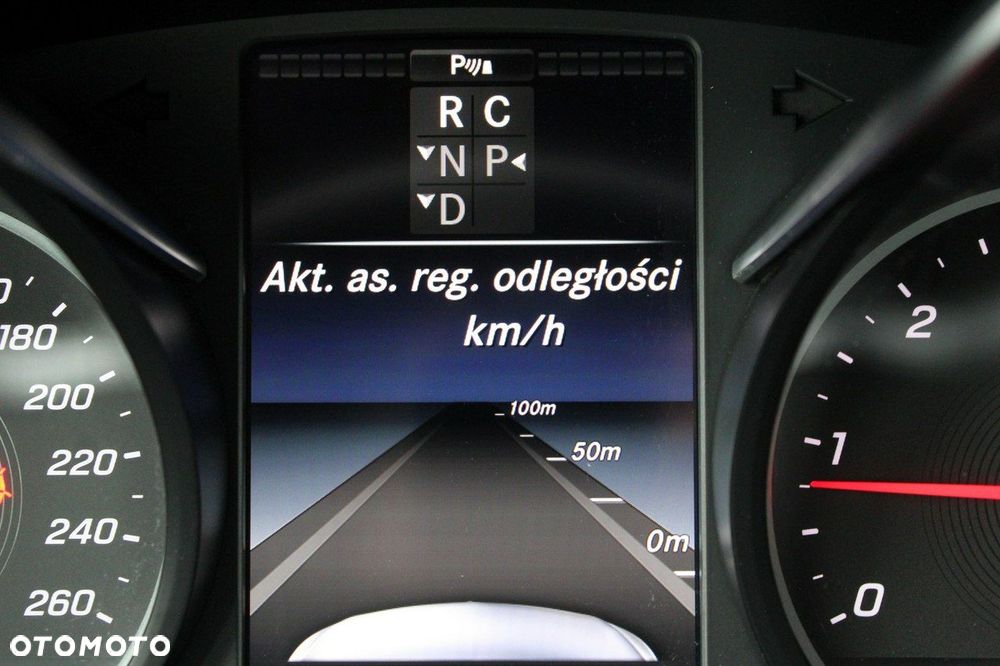 P
R C
N P
D
Akt. as. reg. odległości
km/h
100m
50m
0m
180
200
220
240
260
2
1
0
OTOMOTO